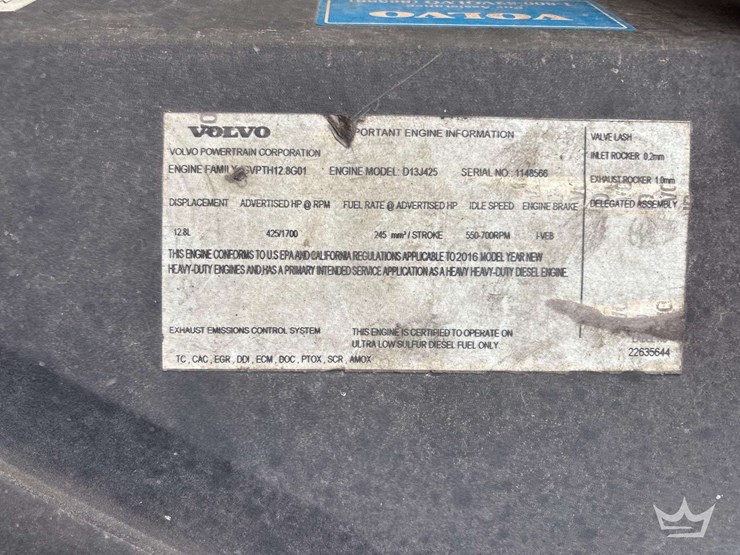 VOLVO
VOLVO
PORTANT ENGINE INFORMATION
VOLVO POWERTRAIN CORPORATION
ENGINE FAMILY GVPTH12.8G01 ENGINE MODEL: D13J425 SERIAL NO: 1148566
DISPLACEMENT ADVERTISED HP @ RPM FUEL RATE @ ADVERTISED HP IDLE SPEED ENGINE BRAKE
12.8L 425/1700 245 mm³/STROKE 550-700RPM I-VEB
THIS ENGINE CONFORMS TO U.S EPA AND CALIFORNIA REGULATIONS APPLICABLE TO 2016 MODEL YEAR NEW
HEAVY-DUTY ENGINES AND HAS A PRIMARY INTENDED SERVICE APPLICATION AS A HEAVY HEAVY-DUTY DIESEL ENGINE.
EXHAUST EMISSIONS CONTROL SYSTEM
TC, CAC, EGR, DDI, ECM, DOC, PTOX, SCR, AMOX
THIS ENGINE IS CERTIFIED TO OPERATE ON
ULTRA LOW SULFUR DIESEL FUEL ONLY
VALVE LASH
INLET ROCKER 0.2mm
EXHAUST ROCKER 1.0mm
DELEGATED ASSEMBLY
22635644